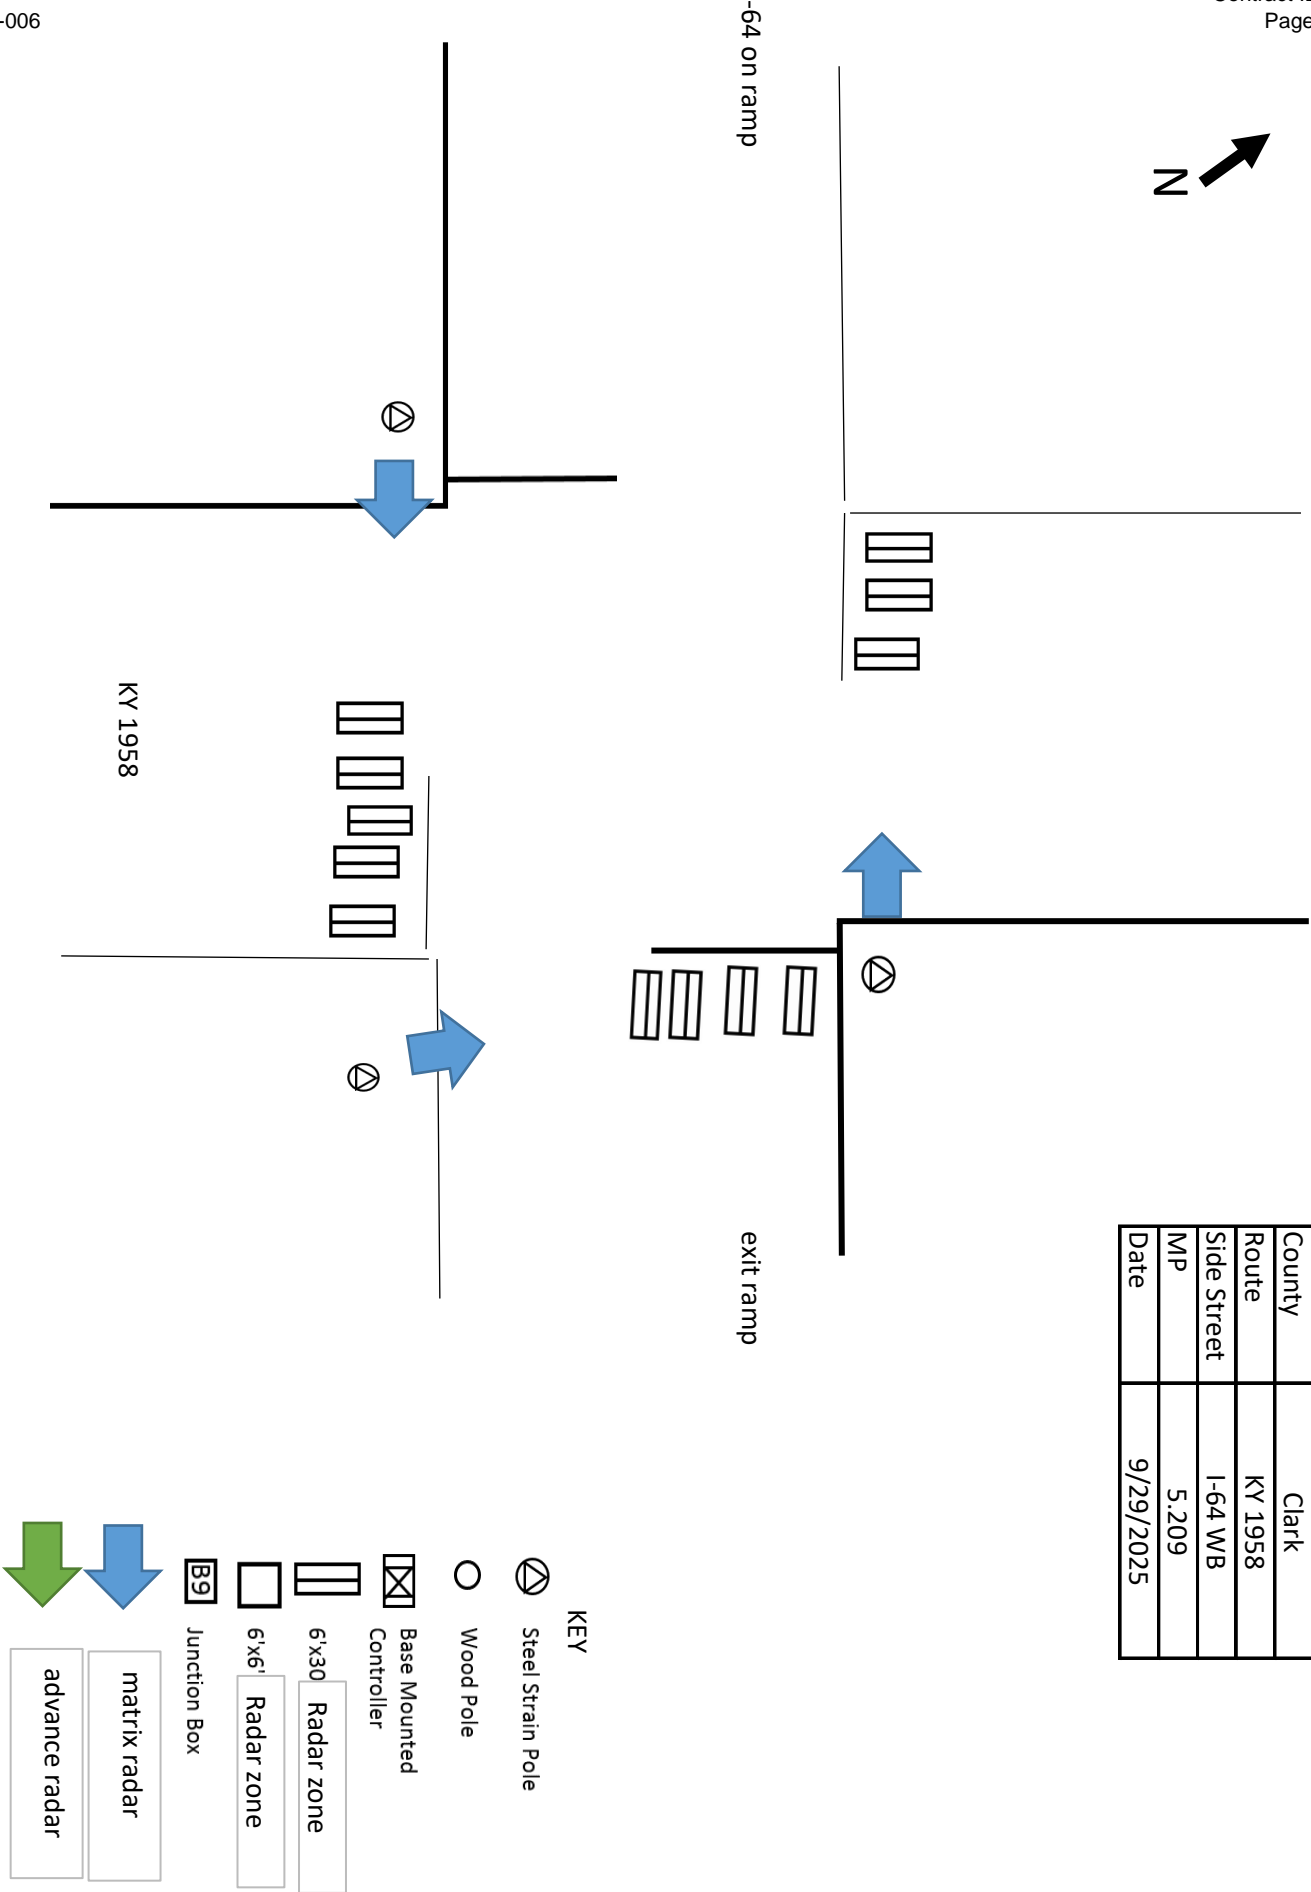 -006
Page
-64 on ramp
N
KY 1958
exit ramp
County Clark
Route KY 1958
Side Street I-64 WB
MP 5.209
Date 9/29/2025
KEY
Steel Strain Pole
Wood Pole
Base Mounted
Controller
6'x30 Radar zone
6'x6' Radar zone
B9 Junction Box
matrix radar
advance radar